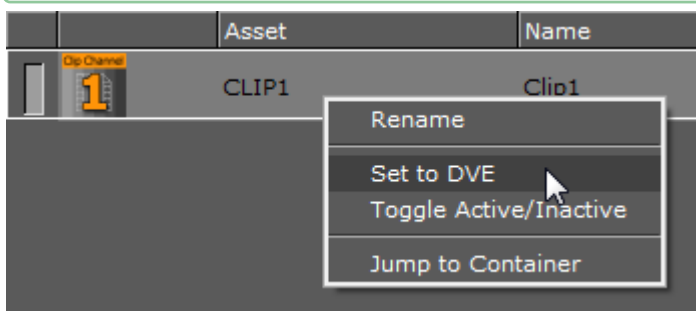 Asset Name
Clip Channel
1
CLIP1 Clip1
Rename
Set to DVE
Toggle Active/Inactive
Jump to Container